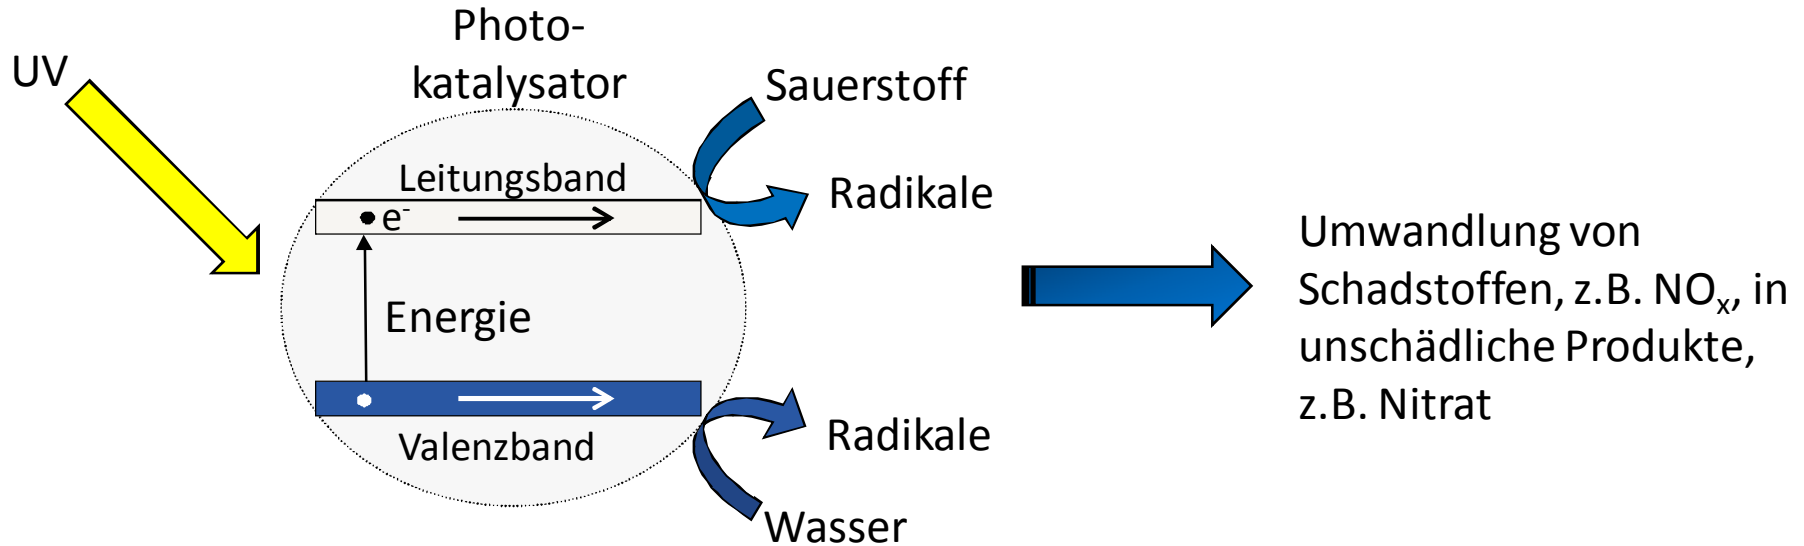 UV
Photo-
katalysator
Sauerstoff
Leitungsband
Radikale
e-
Energie
Valenzband
Radikale
Wasser
Umwandlung von
Schadstoffen, z.B. NOx, in
unschädliche Produkte,
z.B. Nitrat